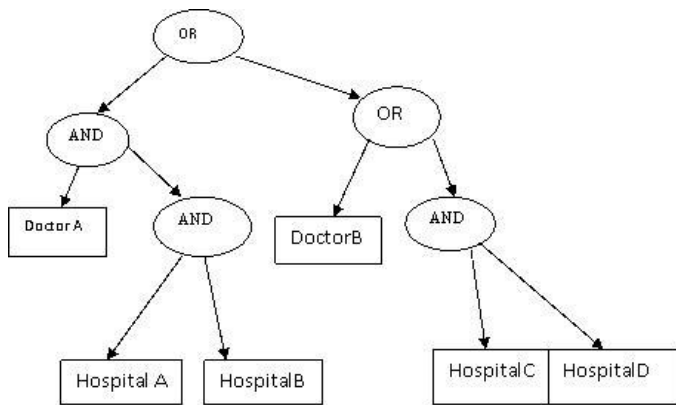 OR
AND
OR
Doctor A
AND
DoctorB
AND
Hospital A
HospitalB
HospitalC
HospitalD